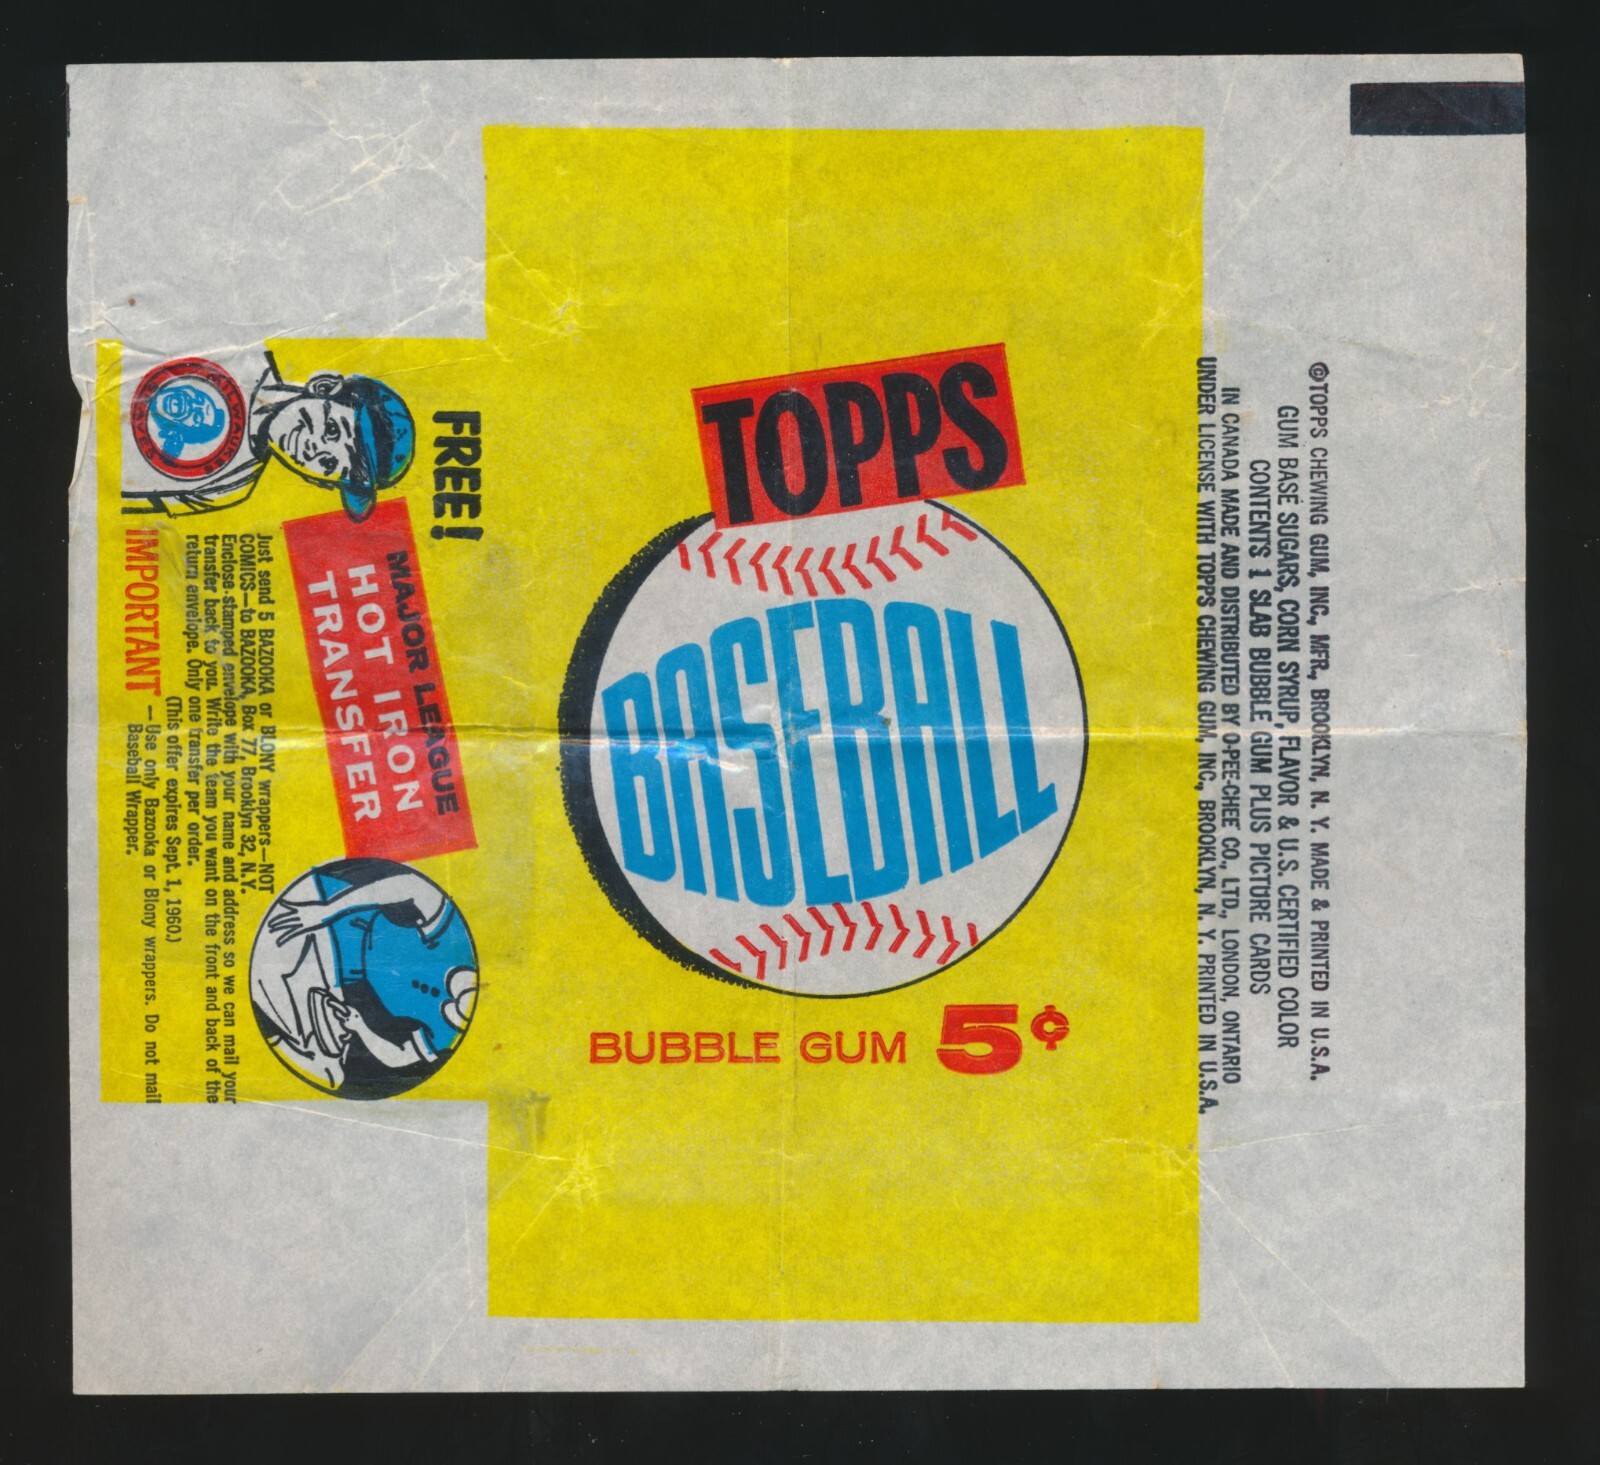 TOPPS
BASEBALL
BUBBLE GUM 5¢
FREE!
MAJOR LEAGUE
HOT IRON
TRANSFER
Just send 5 BAZOOKA or BLONY wrappers—NOT
COMICS—to BAZOOKA, Box 77, Brooklyn 32, N.Y.
Enclose stamped envelope with your name and address so we can mail your
transfer back to you. Write the team you want on the front and back of the
return envelope. Only one transfer per order.
(This offer expires Sept. 1, 1960.)
IMPORTANT —Use only Bazooka or Blony wrappers. Do not mail
Baseball Wrapper.
MILWAUKEE
BRAVES
©TOPPS CHEWING GUM, INC., MFR., BROOKLYN, N. Y. MADE & PRINTED IN U.S.A.
GUM BASE SUGARS, CORN SYRUP, FLAVOR & U.S. CERTIFIED COLOR
CONTENTS 1 SLAB BUBBLE GUM PLUS PICTURE CARDS
IN CANADA MADE AND DISTRIBUTED BY O-PEE-CHEE CO., LTD., LONDON, ONTARIO
UNDER LICENSE WITH TOPPS CHEWING GUM, INC., BROOKLYN, N. Y. PRINTED IN U.S.A.